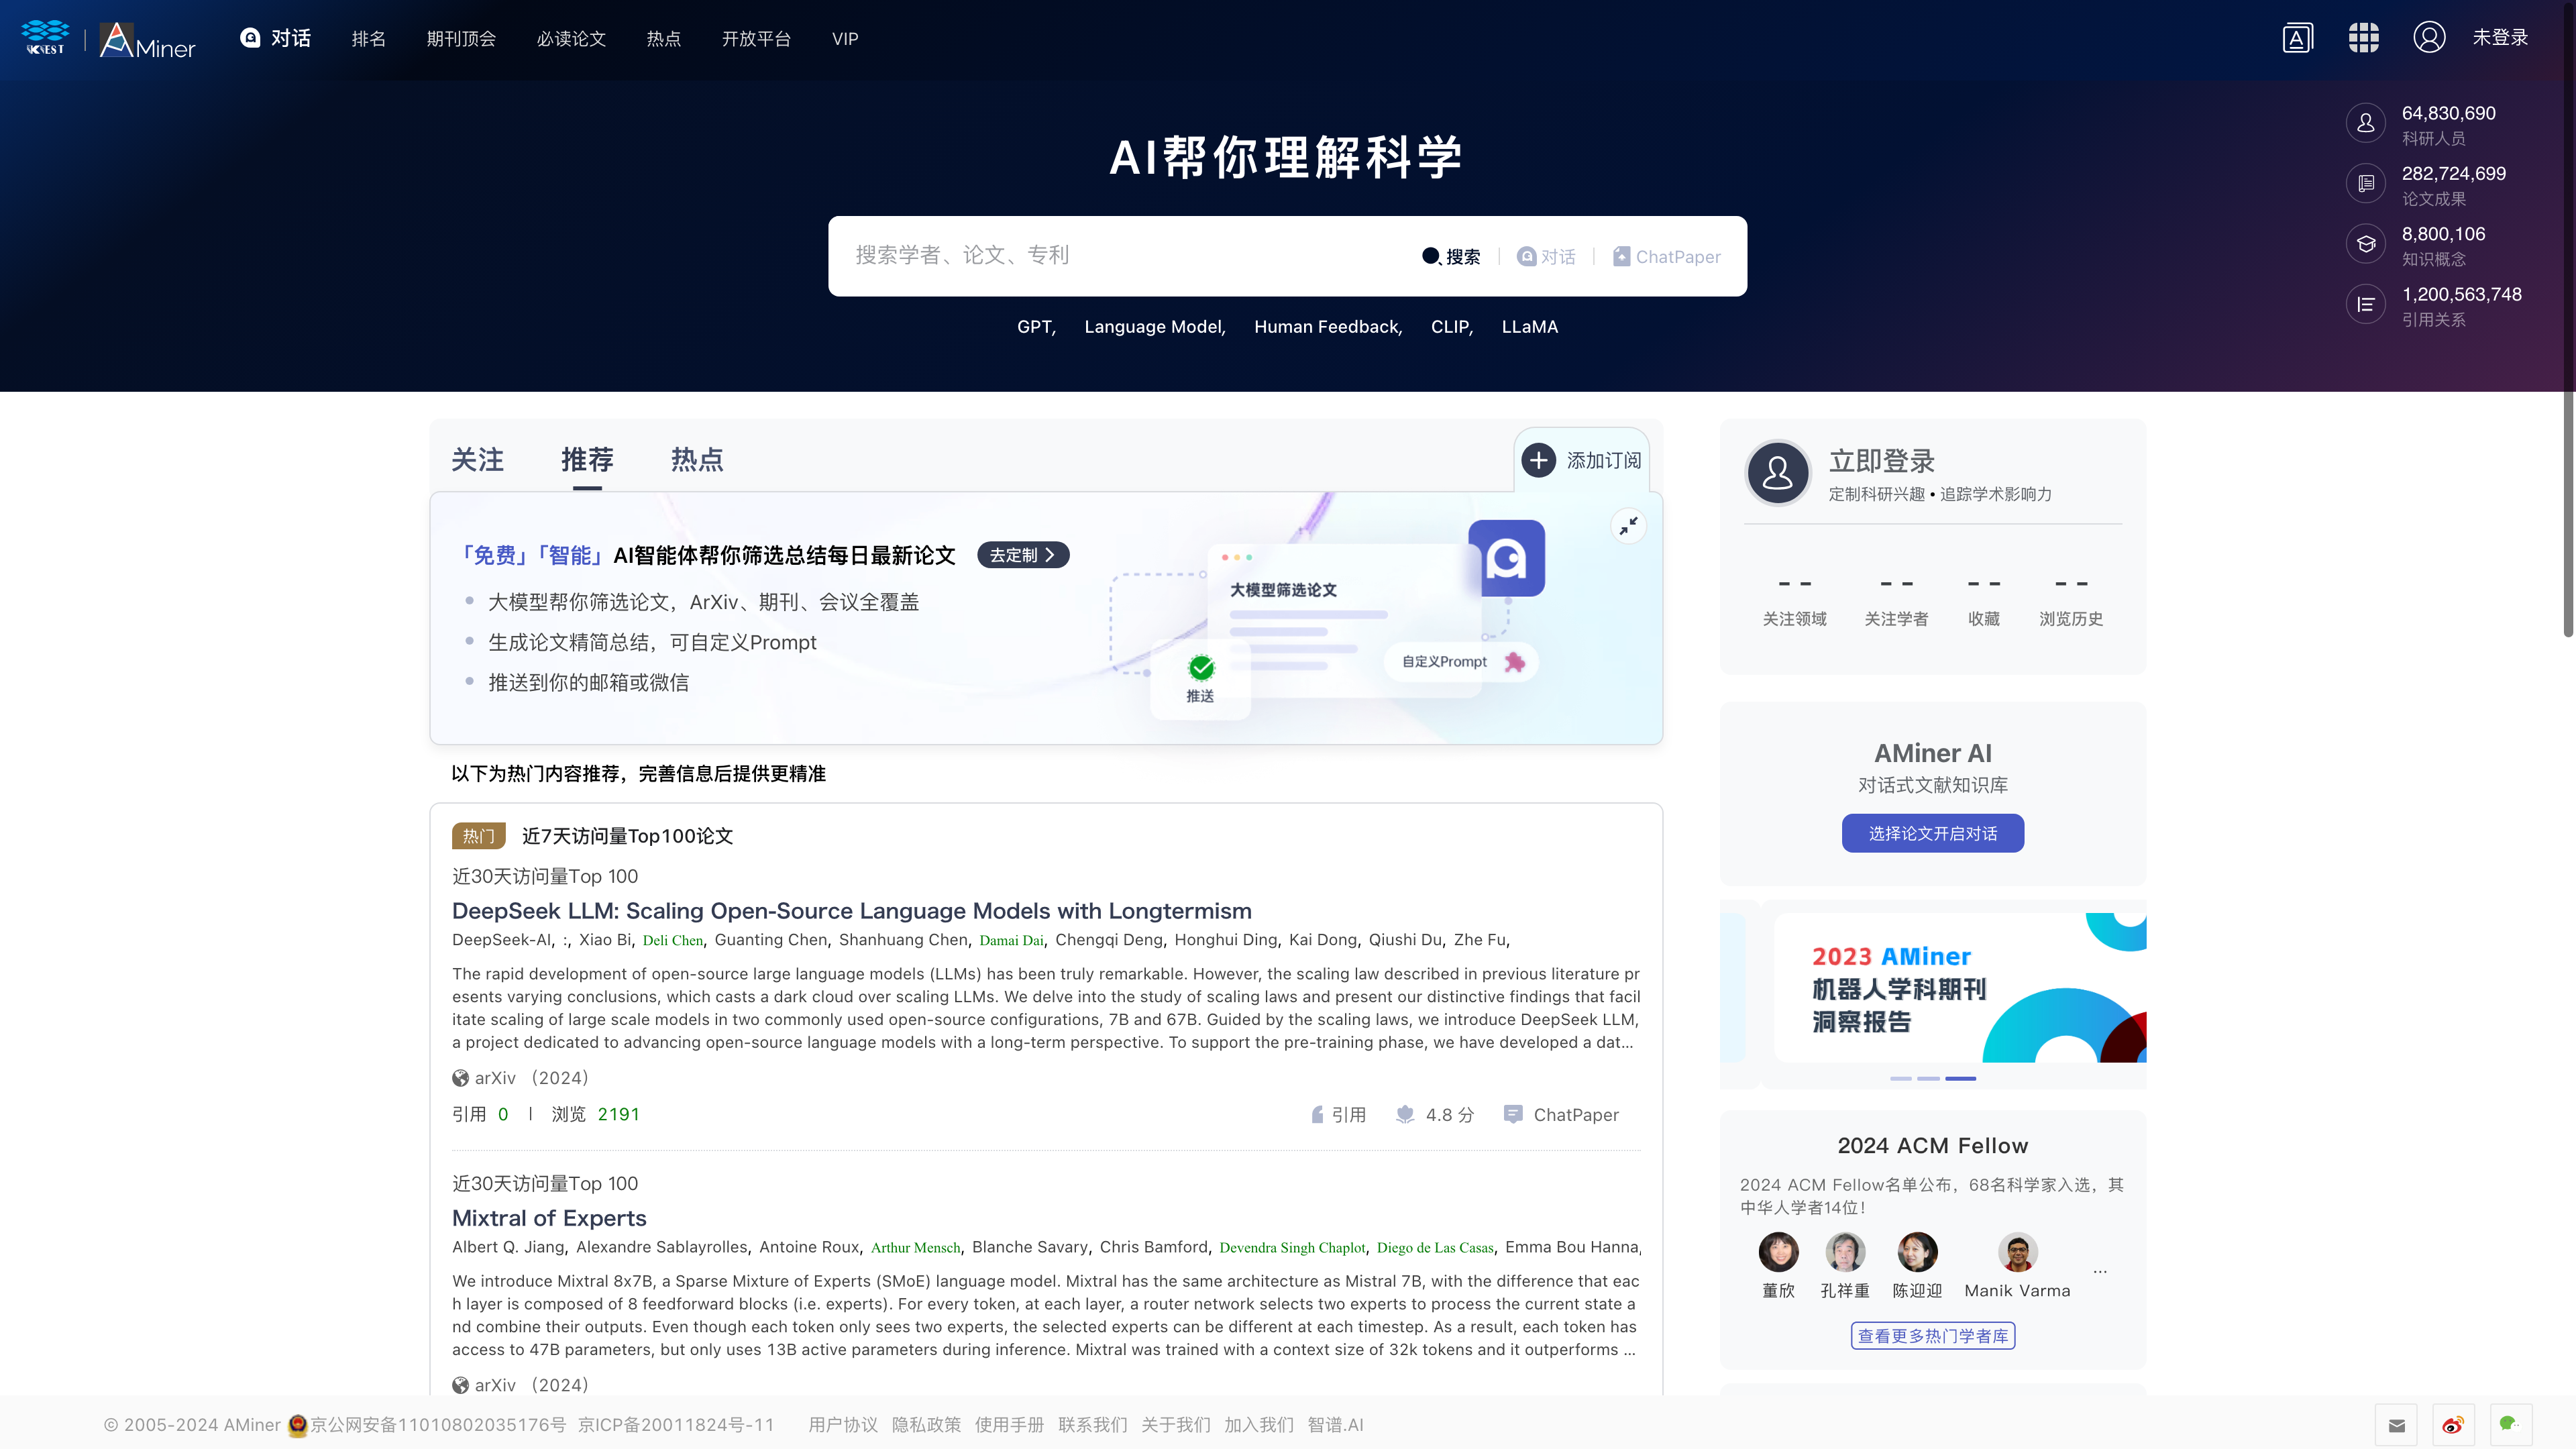 KNEST
AMiner
对话
排名
期刊顶会
必读论文
热点
开放平台
VIP
未登录
64,830,690
科研人员
282,724,699
论文成果
8,800,106
知识概念
1,200,563,748
引用关系
AI帮你理解科学
搜索学者、论文、专利
搜索
对话
ChatPaper
GPT, Language Model, Human Feedback, CLIP, LLaMA
关注
推荐
热点
添加订阅
「免费」「智能」AI智能体帮你筛选总结每日最新论文
去定制
大模型帮你筛选论文，ArXiv、期刊、会议全覆盖
生成论文精简总结，可自定义Prompt
推送到你的邮箱或微信
大模型筛选论文
自定义Prompt
推送
以下为热门内容推荐，完善信息后提供更精准
热门 近7天访问量Top100论文
近30天访问量Top 100
DeepSeek LLM: Scaling Open-Source Language Models with Longtermism
DeepSeek-AI, :, Xiao Bi, Deli Chen, Guanting Chen, Shanhuang Chen, Damai Dai, Chengqi Deng, Honghui Ding, Kai Dong, Qiushi Du, Zhe Fu,
The rapid development of open-source large language models (LLMs) has been truly remarkable. However, the scaling law described in previous literature pr
esents varying conclusions, which casts a dark cloud over scaling LLMs. We delve into the study of scaling laws and present our distinctive findings that facil
itate scaling of large scale models in two commonly used open-source configurations, 7B and 67B. Guided by the scaling laws, we introduce DeepSeek LLM,
a project dedicated to advancing open-source language models with a long-term perspective. To support the pre-training phase, we have developed a dat...
arXiv （2024）
引用 0 | 浏览 2191
引用
4.8 分
ChatPaper
近30天访问量Top 100
Mixtral of Experts
Albert Q. Jiang, Alexandre Sablayrolles, Antoine Roux, Arthur Mensch, Blanche Savary, Chris Bamford, Devendra Singh Chaplot, Diego de Las Casas, Emma Bou Hanna,
We introduce Mixtral 8x7B, a Sparse Mixture of Experts (SMoE) language model. Mixtral has the same architecture as Mistral 7B, with the difference that eac
h layer is composed of 8 feedforward blocks (i.e. experts). For every token, at each layer, a router network selects two experts to process the current state a
nd combine their outputs. Even though each token only sees two experts, the selected experts can be different at each timestep. As a result, each token has
access to 47B parameters, but only uses 13B active parameters during inference. Mixtral was trained with a context size of 32k tokens and it outperforms ...
arXiv （2024）
立即登录
定制科研兴趣 • 追踪学术影响力
-- -- -- --
关注领域 关注学者 收藏 浏览历史
AMiner AI
对话式文献知识库
选择论文开启对话
2023 AMiner
机器人学科期刊
洞察报告
2024 ACM Fellow
2024 ACM Fellow名单公布，68名科学家入选，其
中华人学者14位！
董欣 孔祥重 陈迎迎 Manik Varma ...
查看更多热门学者库
© 2005-2024 AMiner 京公网安备11010802035176号 京ICP备20011824号-11 用户协议 隐私政策 使用手册 联系我们 关于我们 加入我们 智谱.AI